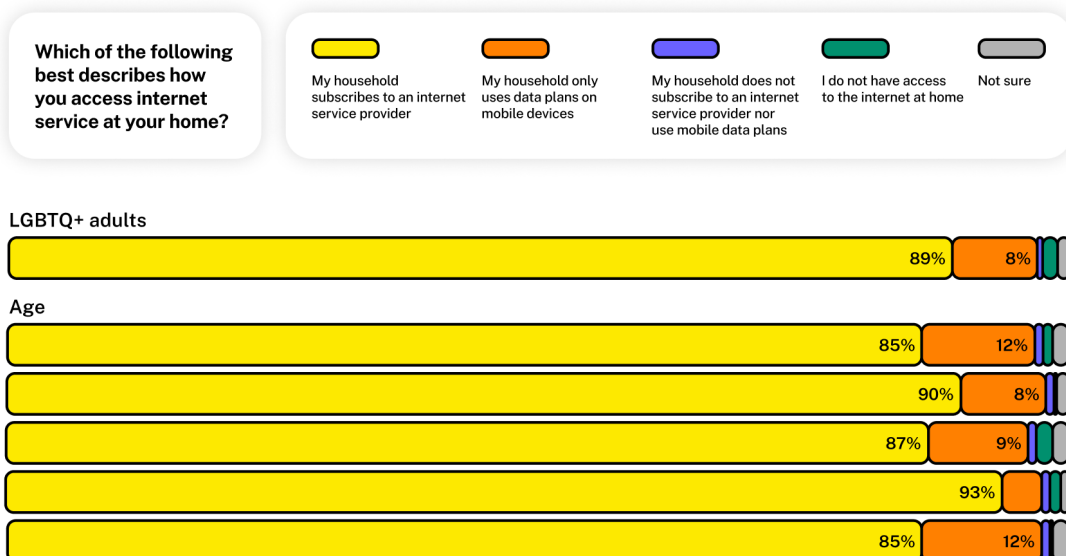 Which of the following
best describes how
you access internet
service at your home?
My household
subscribes to an internet
service provider
My household only
uses data plans on
mobile devices
My household does not
subscribe to an internet
service provider nor
use mobile data plans
I do not have access
to the internet at home
Not sure
LGBTQ+ adults
89% 8%
Age
85% 12%
90% 8%
87% 9%
93%
85% 12%